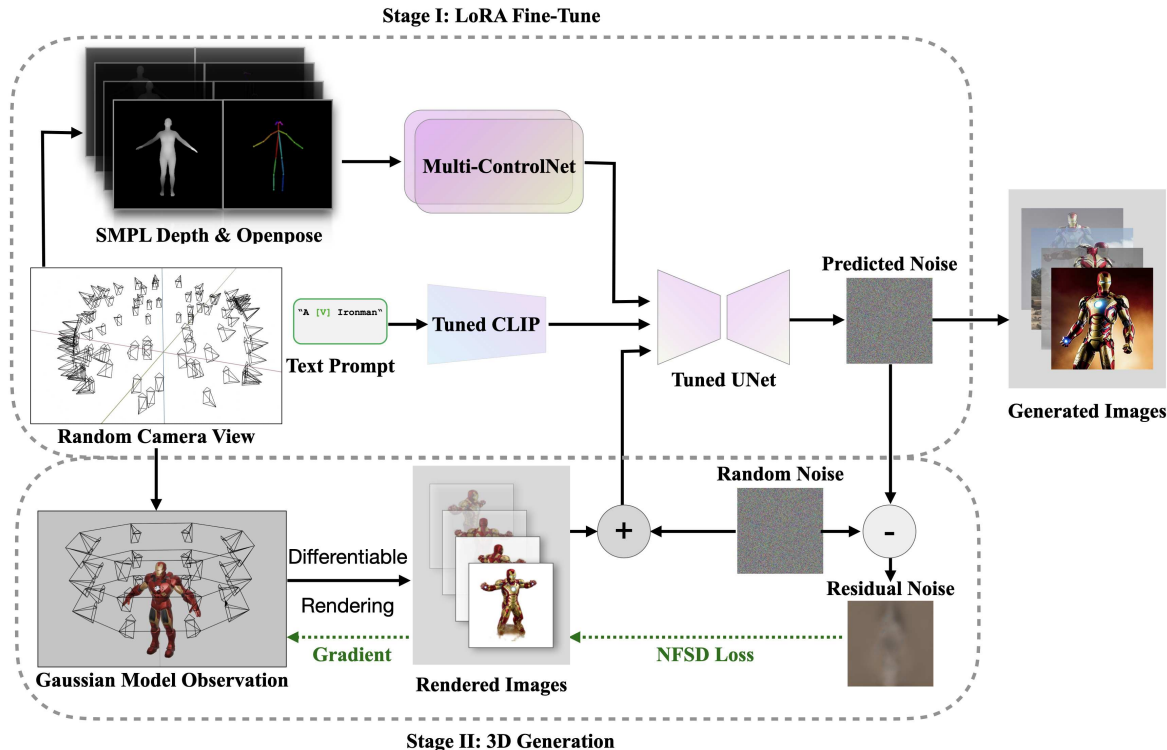 Stage I: LoRA Fine-Tune
Multi-ControlNet
SMPL Depth & Openpose
"A [V] Ironman"
Text Prompt
Tuned CLIP
Tuned UNet
Predicted Noise
Generated Images
Random Camera View
Random Noise
+
-
Differentiable
Rendering
Residual Noise
Gradient
NFSD Loss
Gaussian Model Observation
Rendered Images
Stage II: 3D Generation